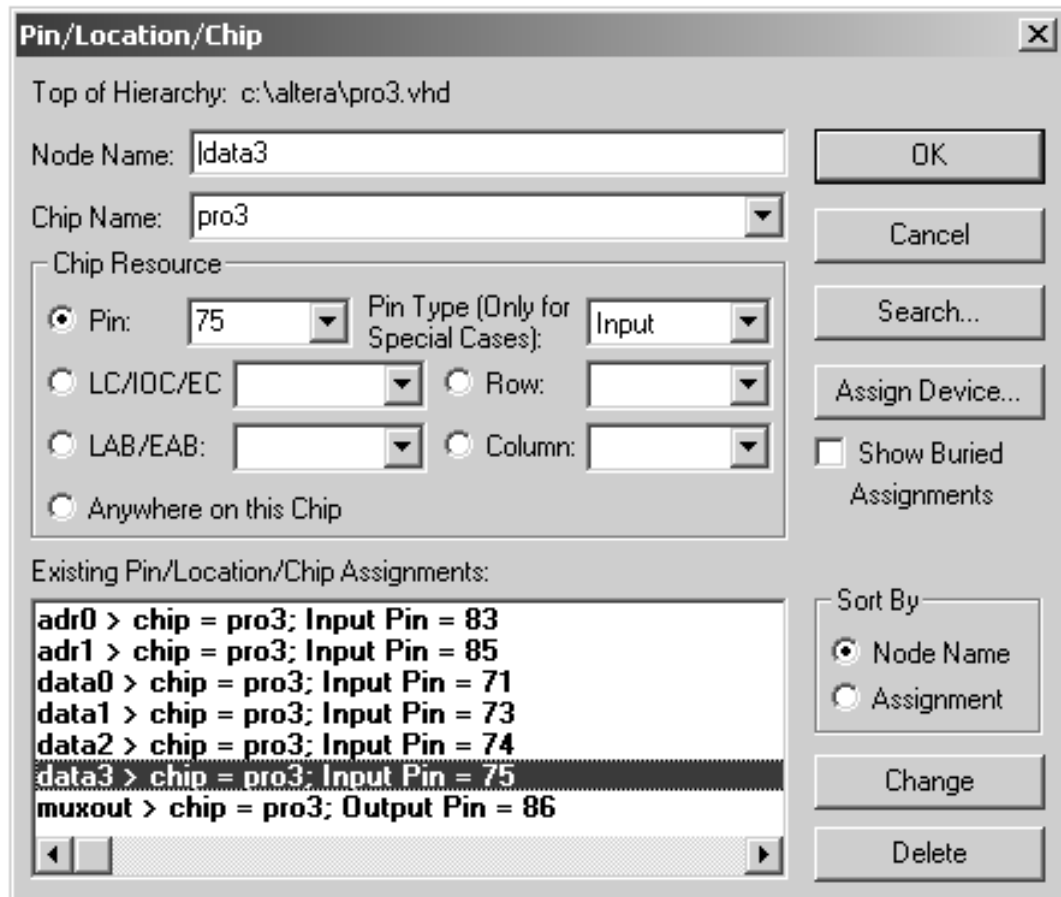 Pin/Location/Chip
Top of Hierarchy: c:\altera\pro3.vhd
Node Name: |data3
OK
Chip Name: pro3
Cancel
Chip Resource
Pin: 75 Pin Type (Only for Special Cases): Input
Search...
LC/IOC/EC Row:
Assign Device...
LAB/EAB: Column:
Show Buried
Assignments
Anywhere on this Chip
Existing Pin/Location/Chip Assignments:
adr0 > chip = pro3; Input Pin = 83
adr1 > chip = pro3; Input Pin = 85
data0 > chip = pro3; Input Pin = 71
data1 > chip = pro3; Input Pin = 73
data2 > chip = pro3; Input Pin = 74
data3 > chip = pro3; Input Pin = 75
muxout > chip = pro3; Output Pin = 86
Sort By
Node Name
Assignment
Change
Delete